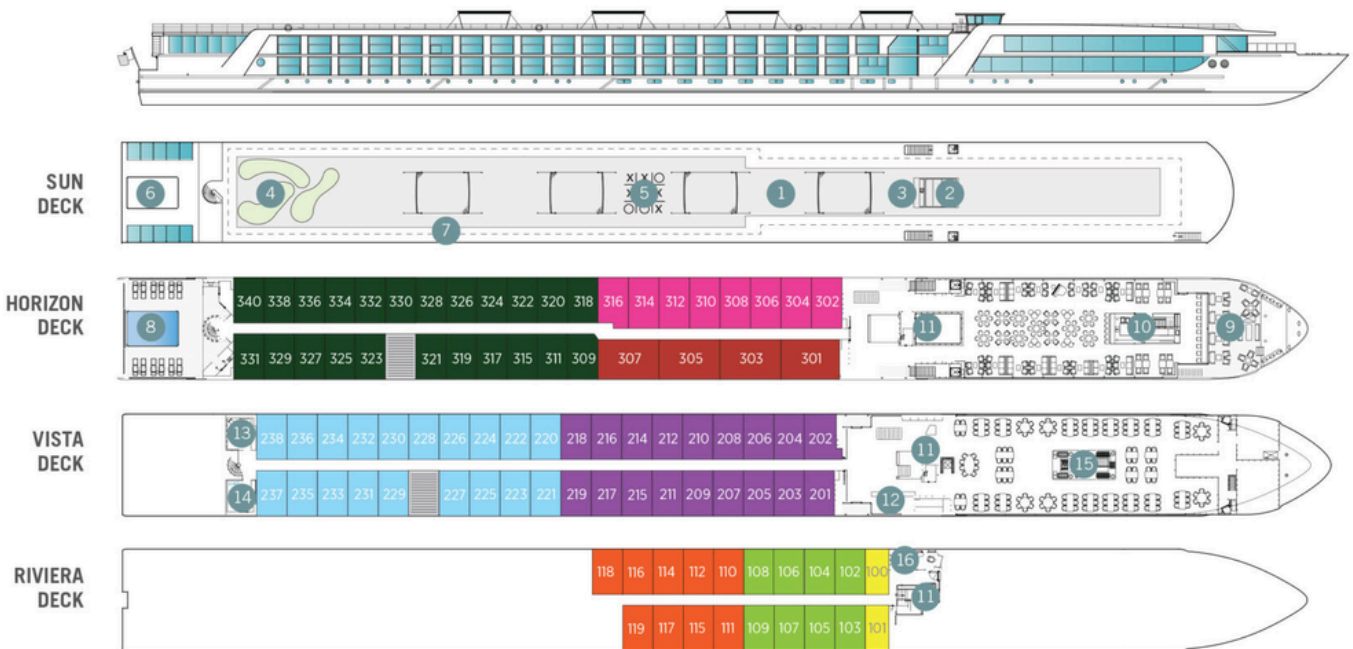 SUN
DECK
6 4 7 XXO 5 OOX 1 3 2
HORIZON
DECK
340 338 336 334 332 330 328 326 324 322 320 318 316 314 312 310 308 306 304 302
8 11 10 9
331 329 327 325 323 321 319 317 315 311 309 307 305 303 301
VISTA
DECK
13 238 236 234 232 230 228 226 224 222 220 218 216 214 212 210 208 206 204 202
11 15
14 237 235 233 231 229 227 225 223 221 219 217 215 211 209 207 205 203 201 12
RIVIERA
DECK
118 116 114 112 110 108 106 104 102 100 16
11
119 117 115 111 109 107 105 103 101